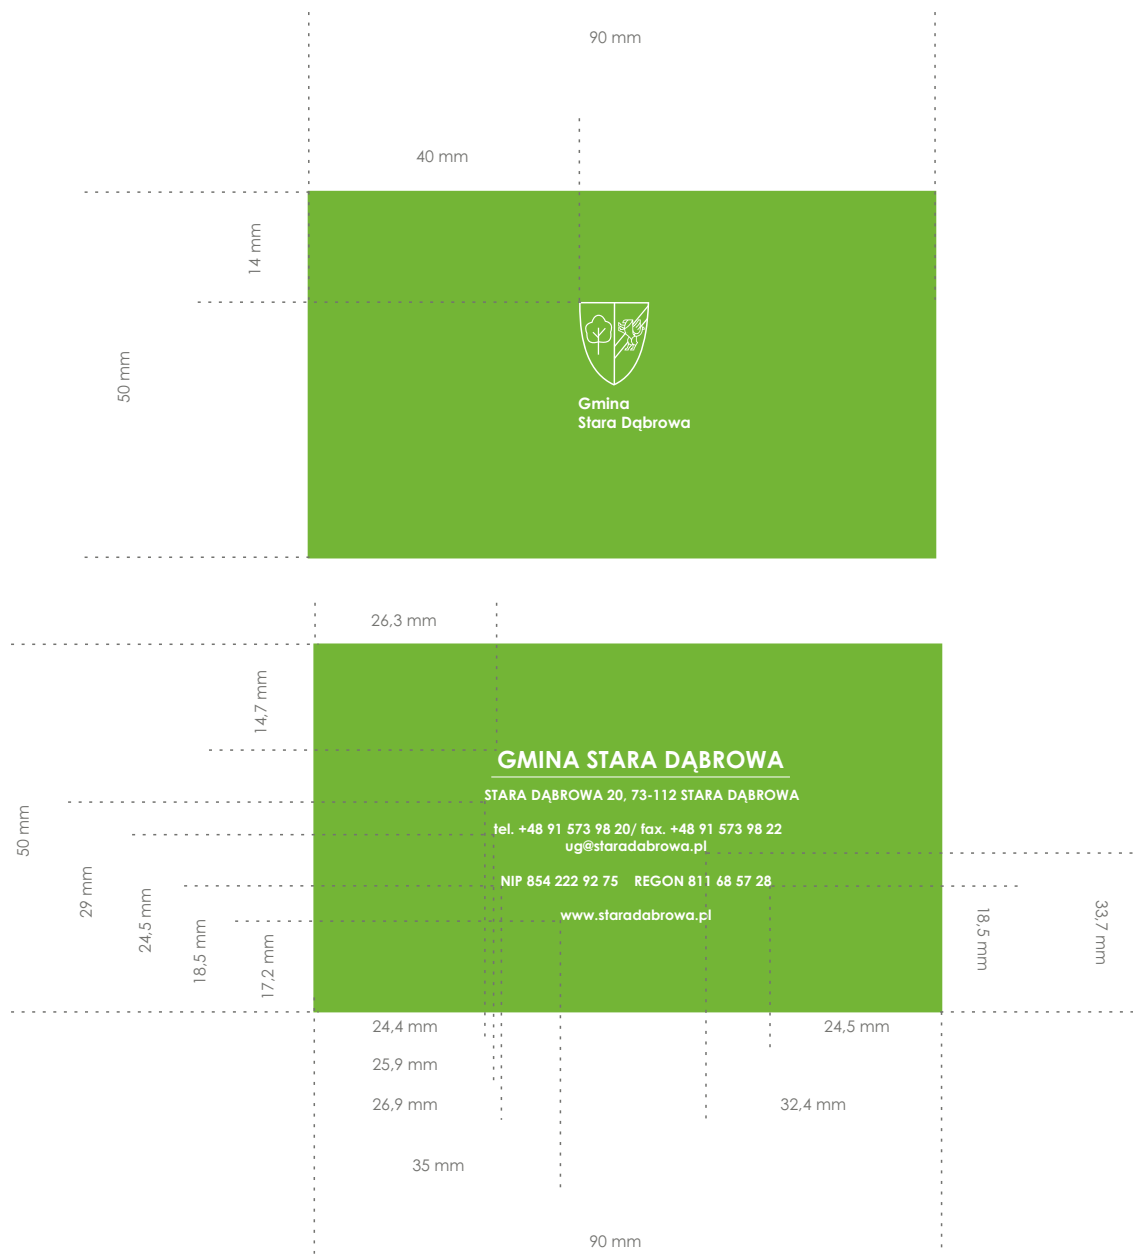 90 mm
40 mm
14 mm
50 mm
Gmina
Stara Dąbrowa
26,3 mm
14,7 mm
GMINA STARA DĄBROWA
STARA DĄBROWA 20, 73-112 STARA DĄBROWA
tel. +48 91 573 98 20/ fax. +48 91 573 98 22
ug@staradabrowa.pl
NIP 854 222 92 75 REGON 811 68 57 28
www.staradabrowa.pl
50 mm
29 mm
24,5 mm
18,5 mm
17,2 mm
18,5 mm
33,7 mm
24,4 mm
24,5 mm
25,9 mm
26,9 mm
32,4 mm
35 mm
90 mm